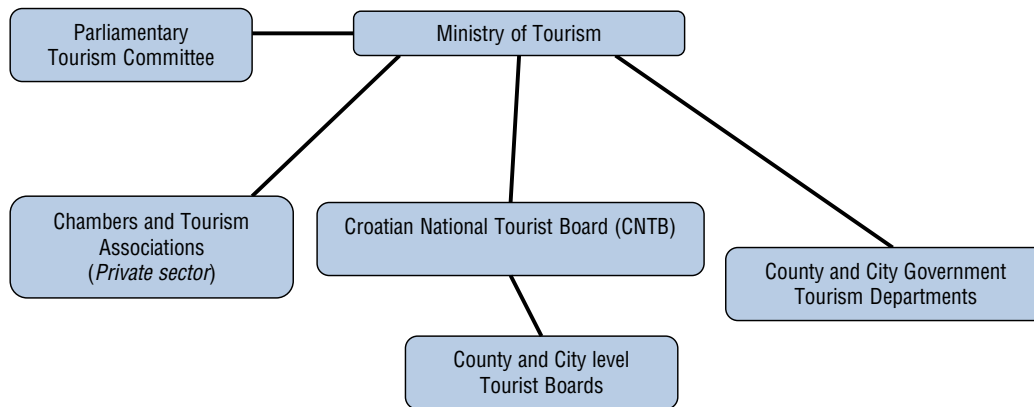 Parliamentary
Tourism Committee
Ministry of Tourism
Chambers and Tourism
Associations
(Private sector)
Croatian National Tourist Board (CNTB)
County and City Government
Tourism Departments
County and City level
Tourist Boards